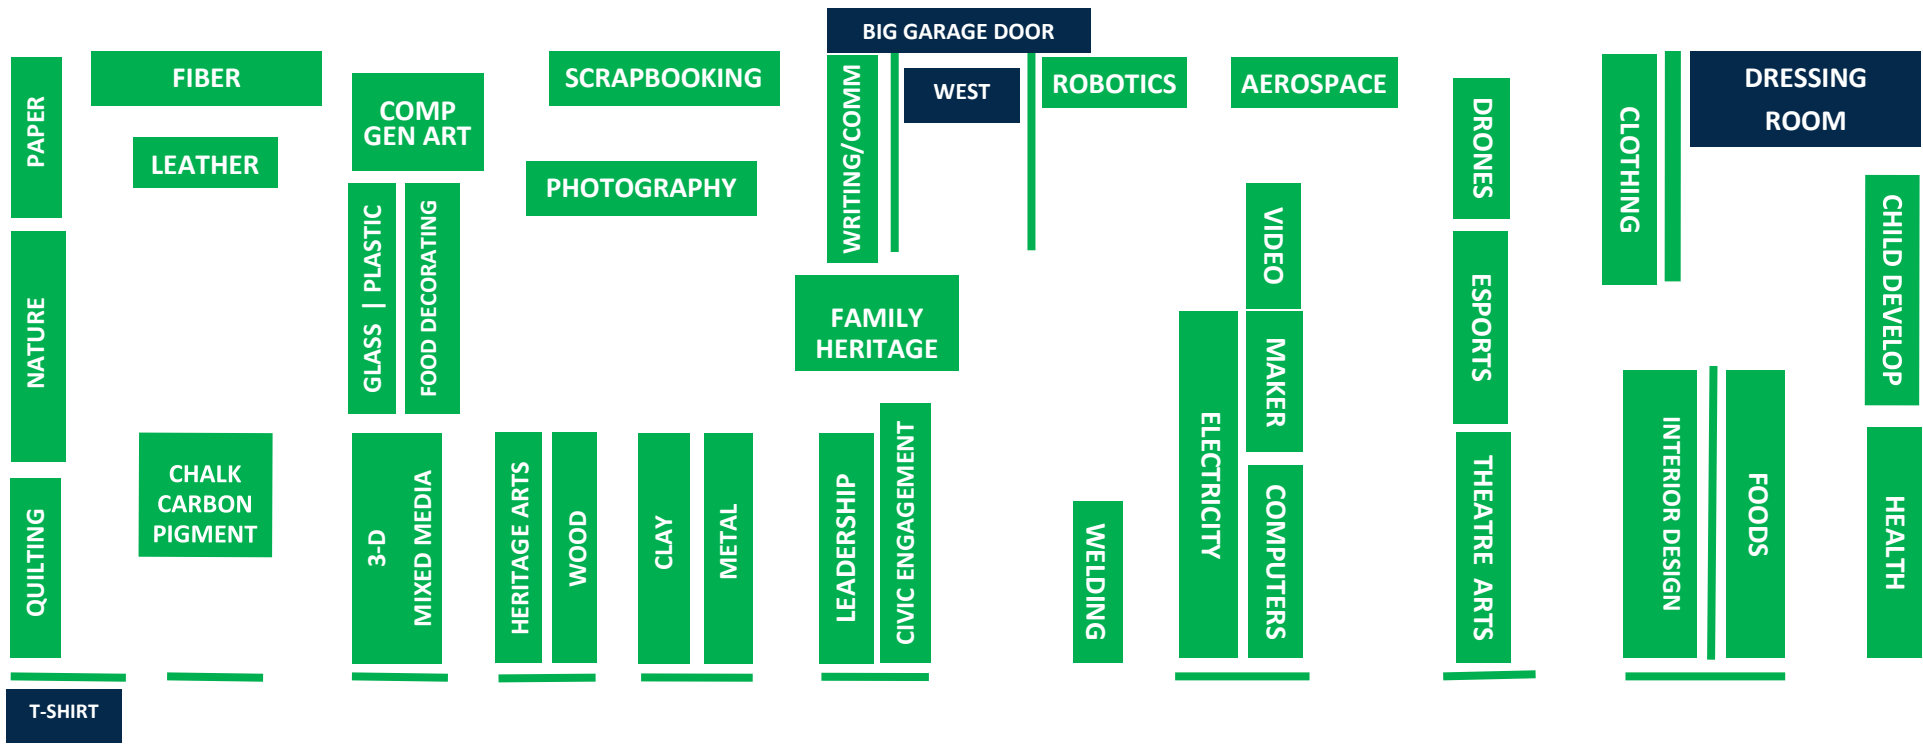 BIG GARAGE DOOR
FIBER
SCRAPBOOKING
WEST
ROBOTICS
AEROSPACE
DRESSING
ROOM
PAPER
COMP
GEN ART
WRITING/COMM
DRONES
CLOTHING
LEATHER
PHOTOGRAPHY
NATURE
GLASS | PLASTIC
FOOD DECORATING
VIDEO
ESPORTS
CHILD DEVELOP
FAMILY
HERITAGE
MAKER
ELECTRICITY
QUILTING
CHALK
CARBON
PIGMENT
3-D
MIXED MEDIA
HERITAGE ARTS
WOOD
CLAY
METAL
LEADERSHIP
CIVIC ENGAGEMENT
WELDING
COMPUTERS
THEATRE ARTS
INTERIOR DESIGN
FOODS
HEALTH
T-SHIRT